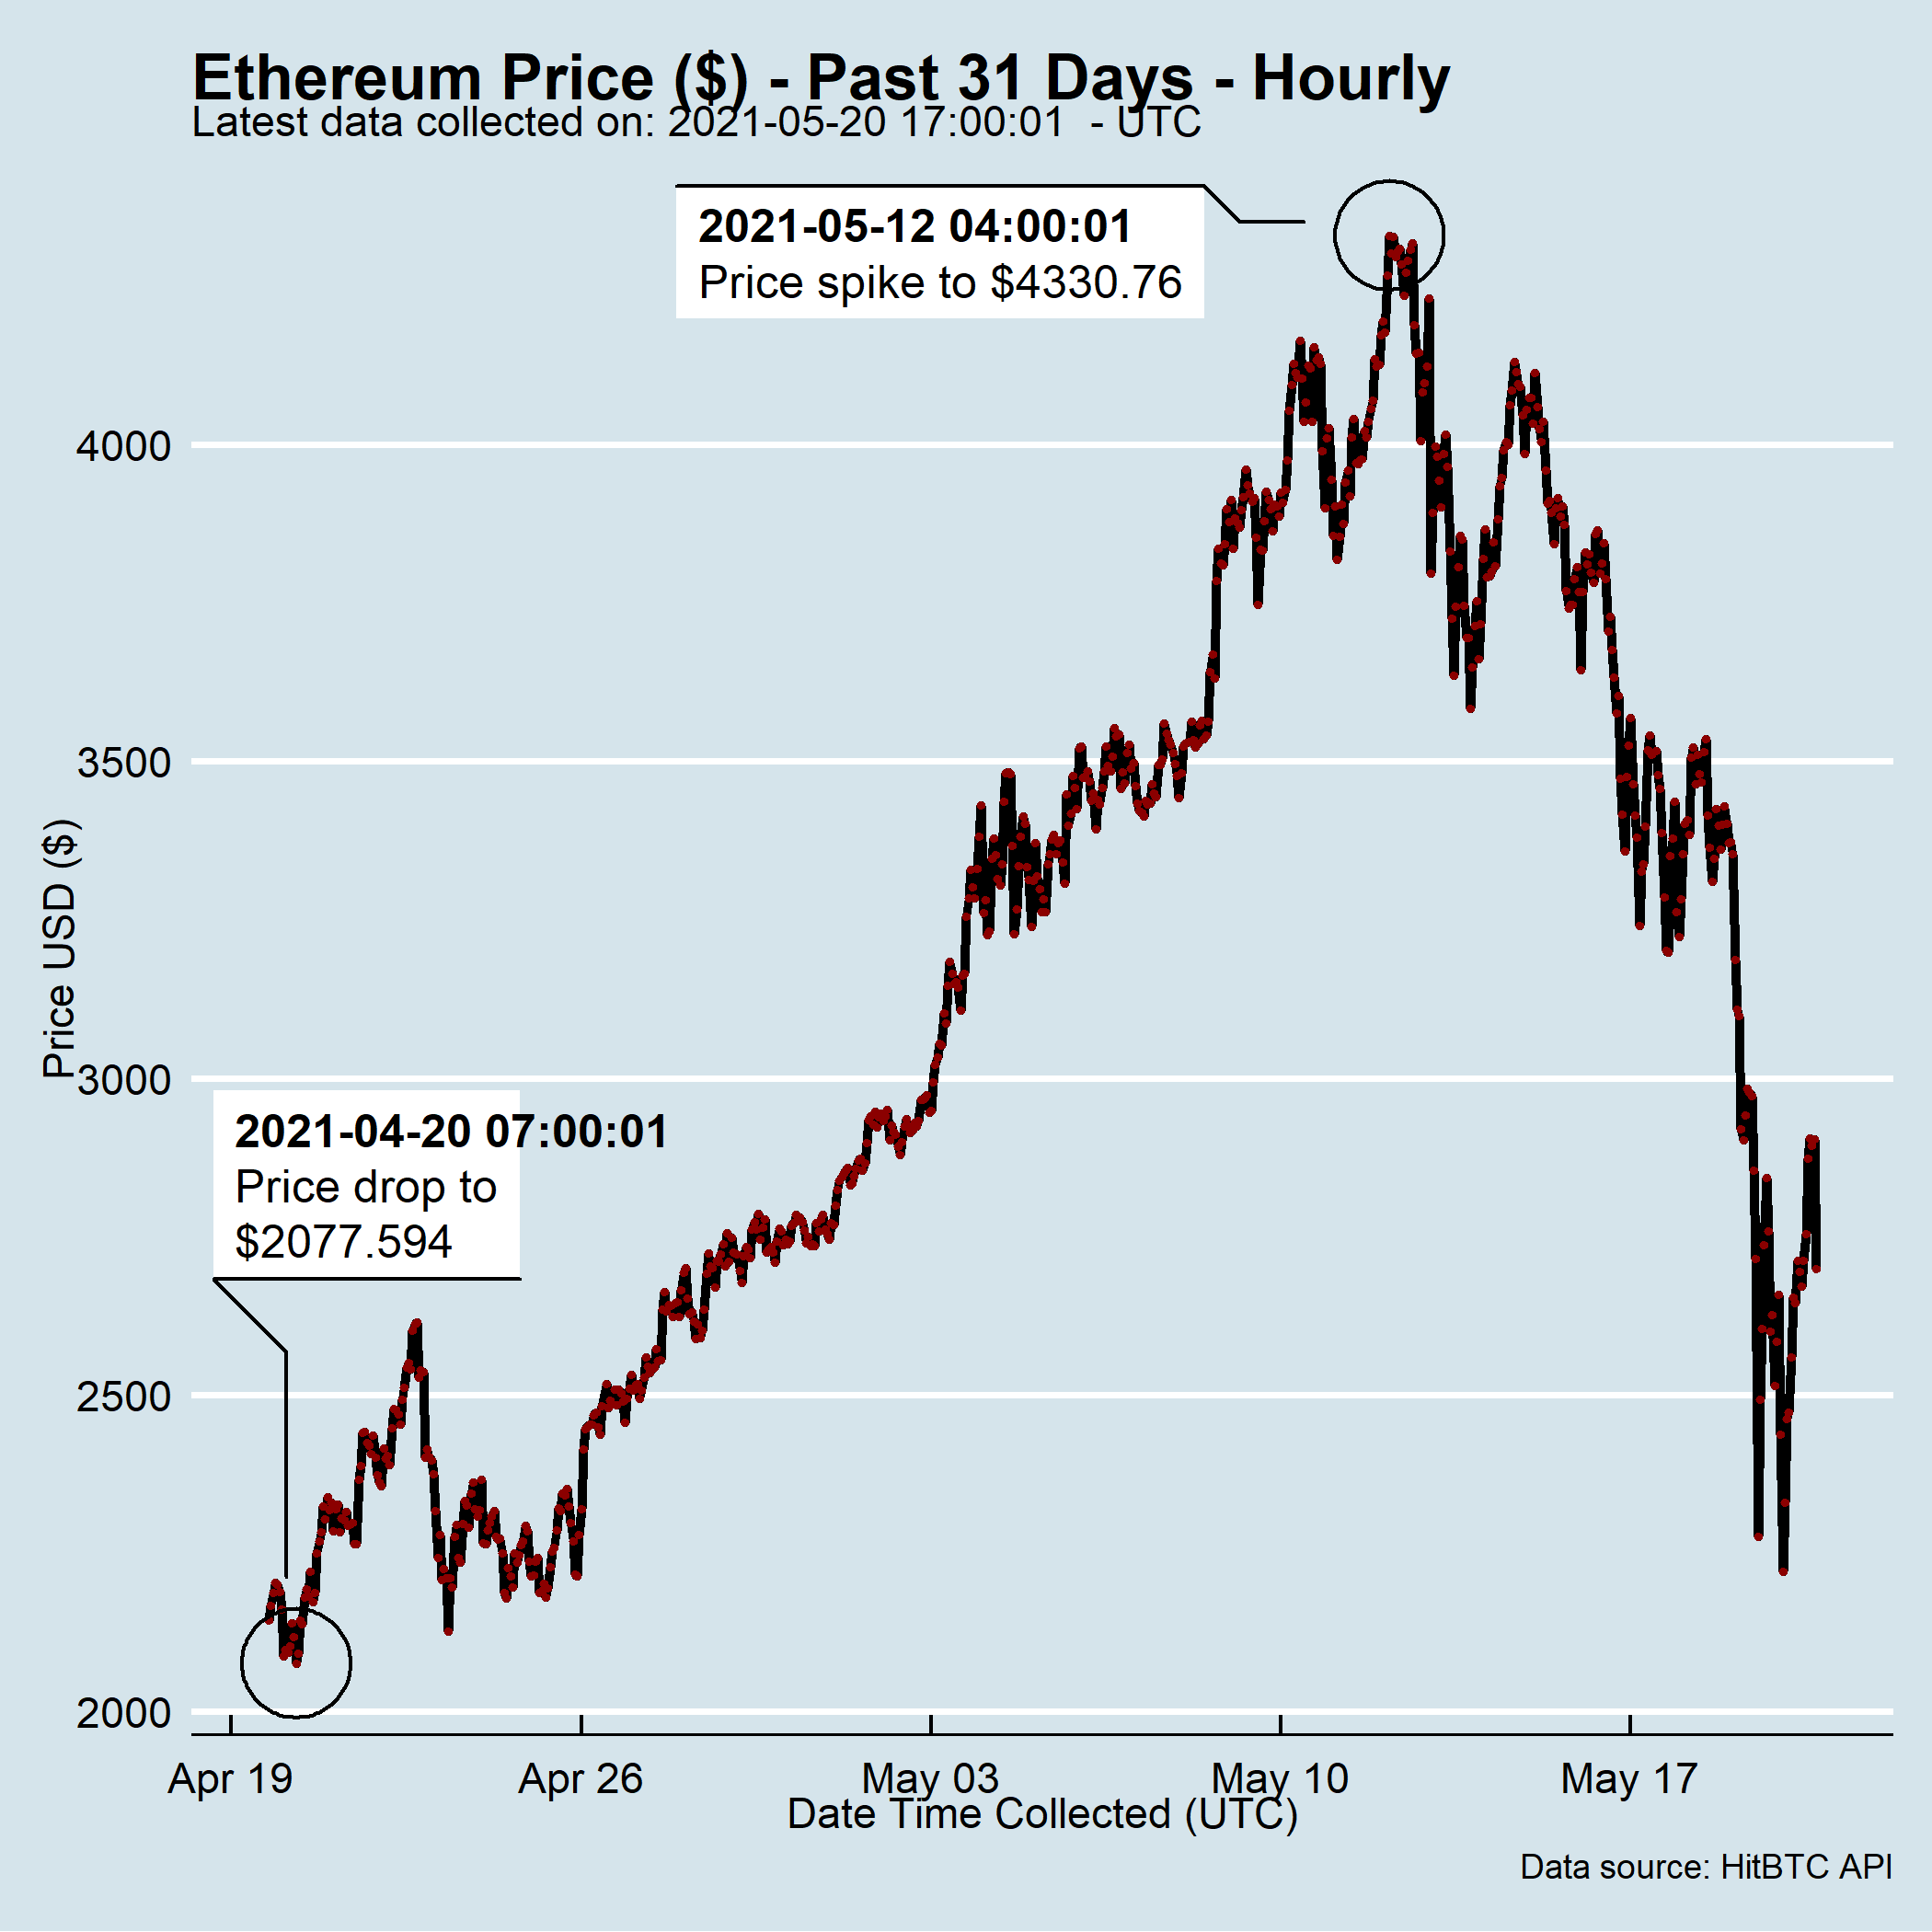 Ethereum Price ($) - Past 31 Days - Hourly
Latest data collected on: 2021-05-20 17:00:01  - UTC
2021-05-12 04:00:01
Price spike to $4330.76
4000
3500
Price USD ($)
3000
2021-04-20 07:00:01
Price drop to
$2077.594
2500
2000
Apr 19
Apr 26
May 03
May 10
May 17
Date Time Collected (UTC)
Data source: HitBTC API